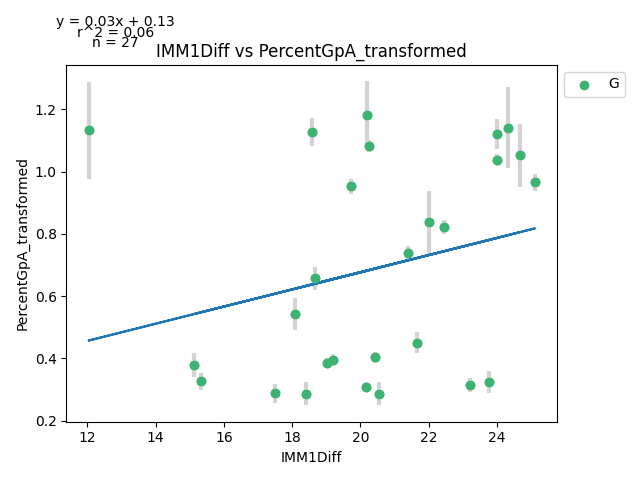 y = 0.03x + 0.13
r^2 = 0.06
n = 27
IMM1Diff vs PercentGpA_transformed
G
1.2
1.0
0.8
0.6
0.4
0.2
PercentGpA_transformed
12 14 16 18 20 22 24
IMM1Diff